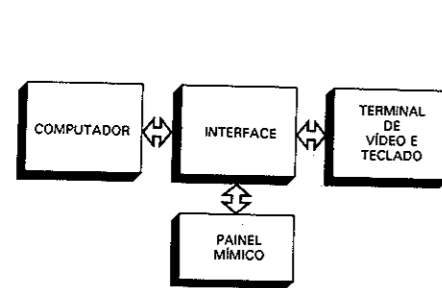 COMPUTADOR
INTERFACE
TERMINAL
DE
VÍDEO E
TECLADO
PAINEL
MÍMICO